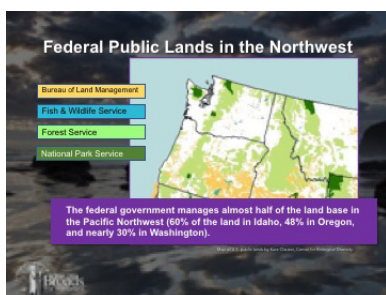 Federal Public Lands in the Northwest
Bureau of Land Management
Fish & Wildlife Service
Forest Service
National Park Service
The federal government manages almost half of the land base in
the Pacific Northwest (60% of the land in Idaho, 48% in Oregon,
and nearly 30% in Washington).